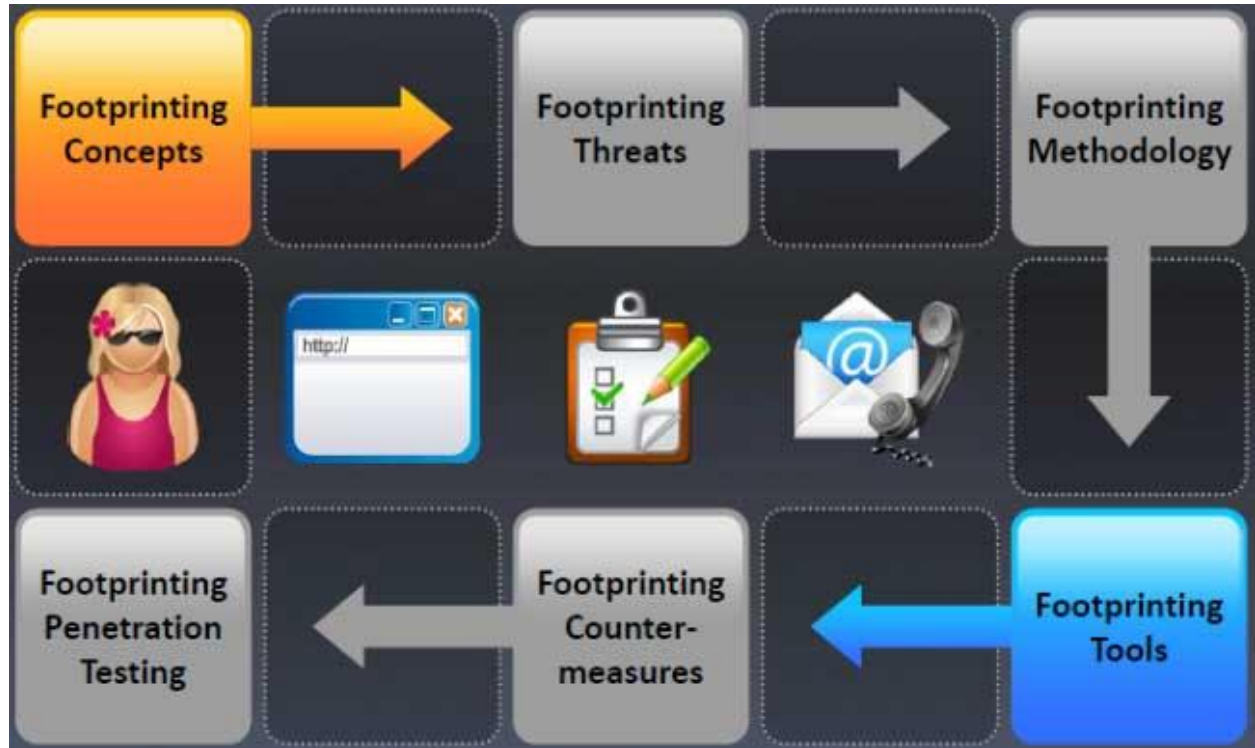 Footprinting
Concepts
Footprinting
Threats
Footprinting
Methodology
http://
@
Footprinting
Penetration
Testing
Footprinting
Counter-
measures
Footprinting
Tools